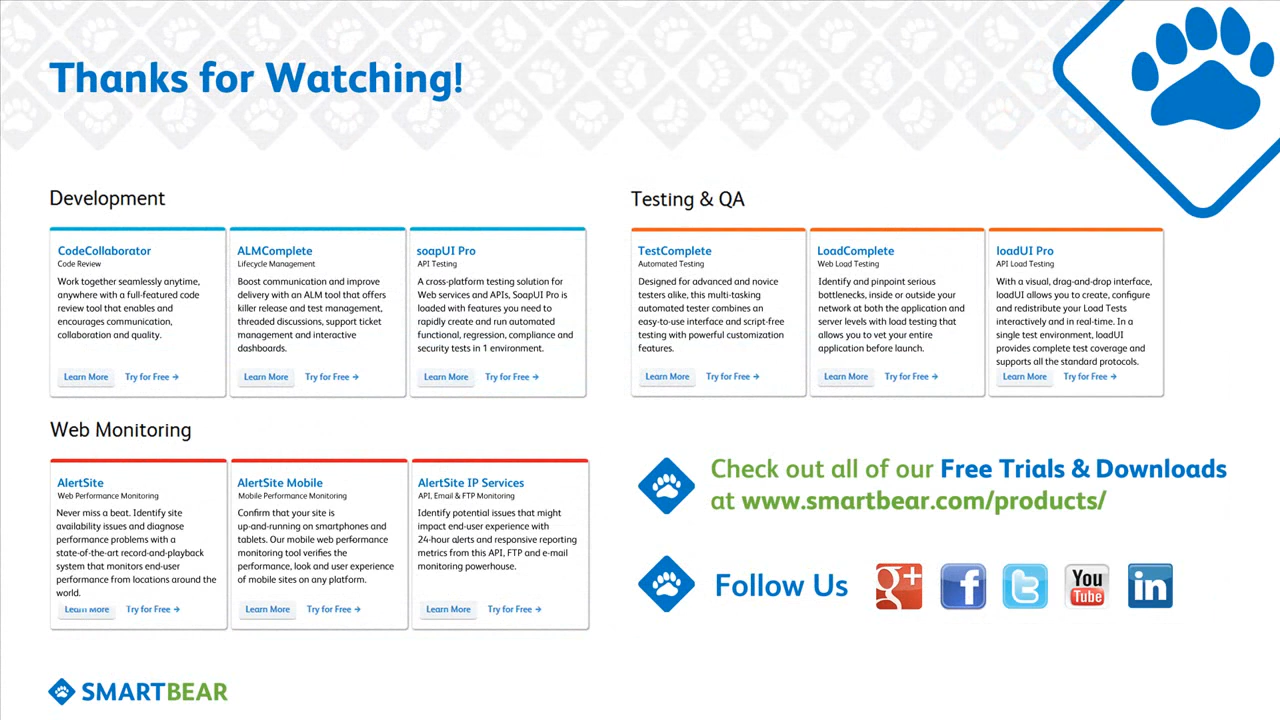 Thanks for Watching!
Development
CodeCollaborator
Code Review
Work together seamlessly anytime,
anywhere with a full-featured code
review tool that enables and
encourages communication,
collaboration and quality.
Learn More Try for Free →
ALMComplete
Lifecycle Management
Boost communication and improve
delivery with an ALM tool that offers
killer release and test management,
threaded discussions, support ticket
management and interactive
dashboards.
Learn More Try for Free →
soapUI Pro
API Testing
A cross-platform testing solution for
Web services and APIs, SoapUI Pro is
loaded with features you need to
rapidly create and run automated
functional, regression, compliance and
security tests in 1 environment.
Learn More Try for Free →
Testing & QA
TestComplete
Automated Testing
Designed for advanced and novice
testers alike, this multi-tasking
automated tester combines an
easy-to-use interface and script-free
testing with powerful customization
features.
Learn More Try for Free →
LoadComplete
Web Load Testing
Identify and pinpoint serious
bottlenecks, inside or outside your
network at both the application and
server levels with load testing that
allows you to vet your entire
application before launch.
Learn More Try for Free →
loadUI Pro
API Load Testing
With a visual, drag-and-drop interface,
loadUI allows you to create, configure
and redistribute your Load Tests
interactively and in real-time. In a
single test environment, loadUI
provides complete test coverage and
supports all the standard protocols.
Learn More Try for Free →
Web Monitoring
AlertSite
Web Performance Monitoring
Never miss a beat. Identify site
availability issues and diagnose
performance problems with a
state-of-the-art record-and-playback
system that monitors end-user
performance from locations around the
world.
Learn More Try for Free →
AlertSite Mobile
Mobile Performance Monitoring
Confirm that your site is
up-and-running on smartphones and
tablets. Our mobile web performance
monitoring tool verifies the
performance, look and user experience
of mobile sites on any platform.
Learn More Try for Free →
AlertSite IP Services
API, Email & FTP Monitoring
Identify potential issues that might
impact end-user experience with
24-hour alerts and responsive reporting
metrics from this API, FTP and e-mail
monitoring powerhouse.
Learn More Try for Free →
Check out all of our Free Trials & Downloads
at www.smartbear.com/products/
Follow Us
g+ f t You Tube in
SMARTBEAR